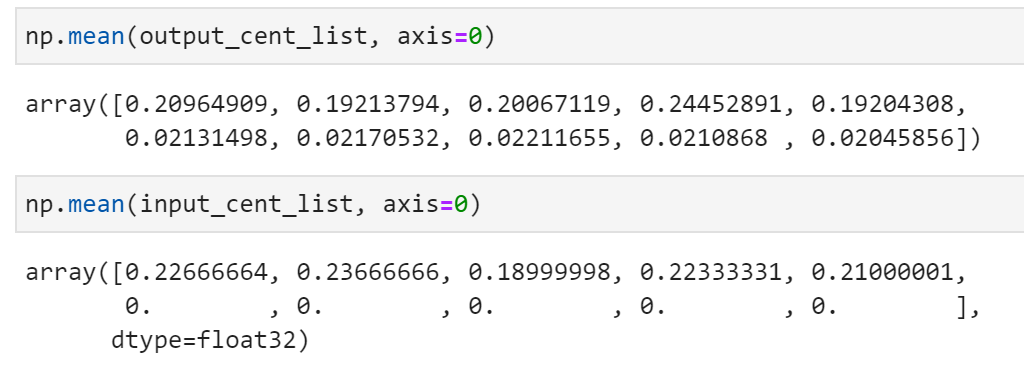 np.mean(output_cent_list, axis=0)
array([0.20964909, 0.19213794, 0.20067119, 0.24452891, 0.19204308,
       0.02131498, 0.02170532, 0.02211655, 0.0210868 , 0.02045856])
np.mean(input_cent_list, axis=0)
array([0.22666664, 0.23666666, 0.18999998, 0.22333331, 0.21000001,
       0.        , 0.        , 0.        , 0.        , 0.        ],
      dtype=float32)